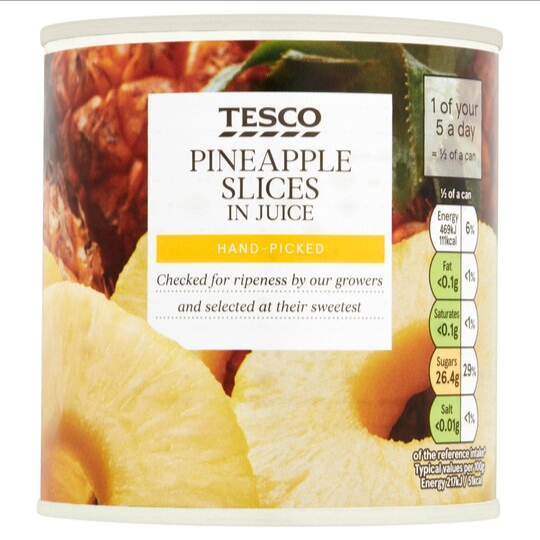 TESCO
PINEAPPLE
SLICES
IN JUICE
HAND-PICKED
Checked for ripeness by our growers
and selected at their sweetest
1 of your
5 a day
= ½ of a can
½ of a can
Energy
469kJ
111kcal
6%
Fat
<0.1g
<1%
Saturates
<0.1g
<1%
Sugars
26.4g
29%
Salt
<0.01g
<1%
of the reference intake*
Typical values per 100g
Energy 217kJ / 51kcal